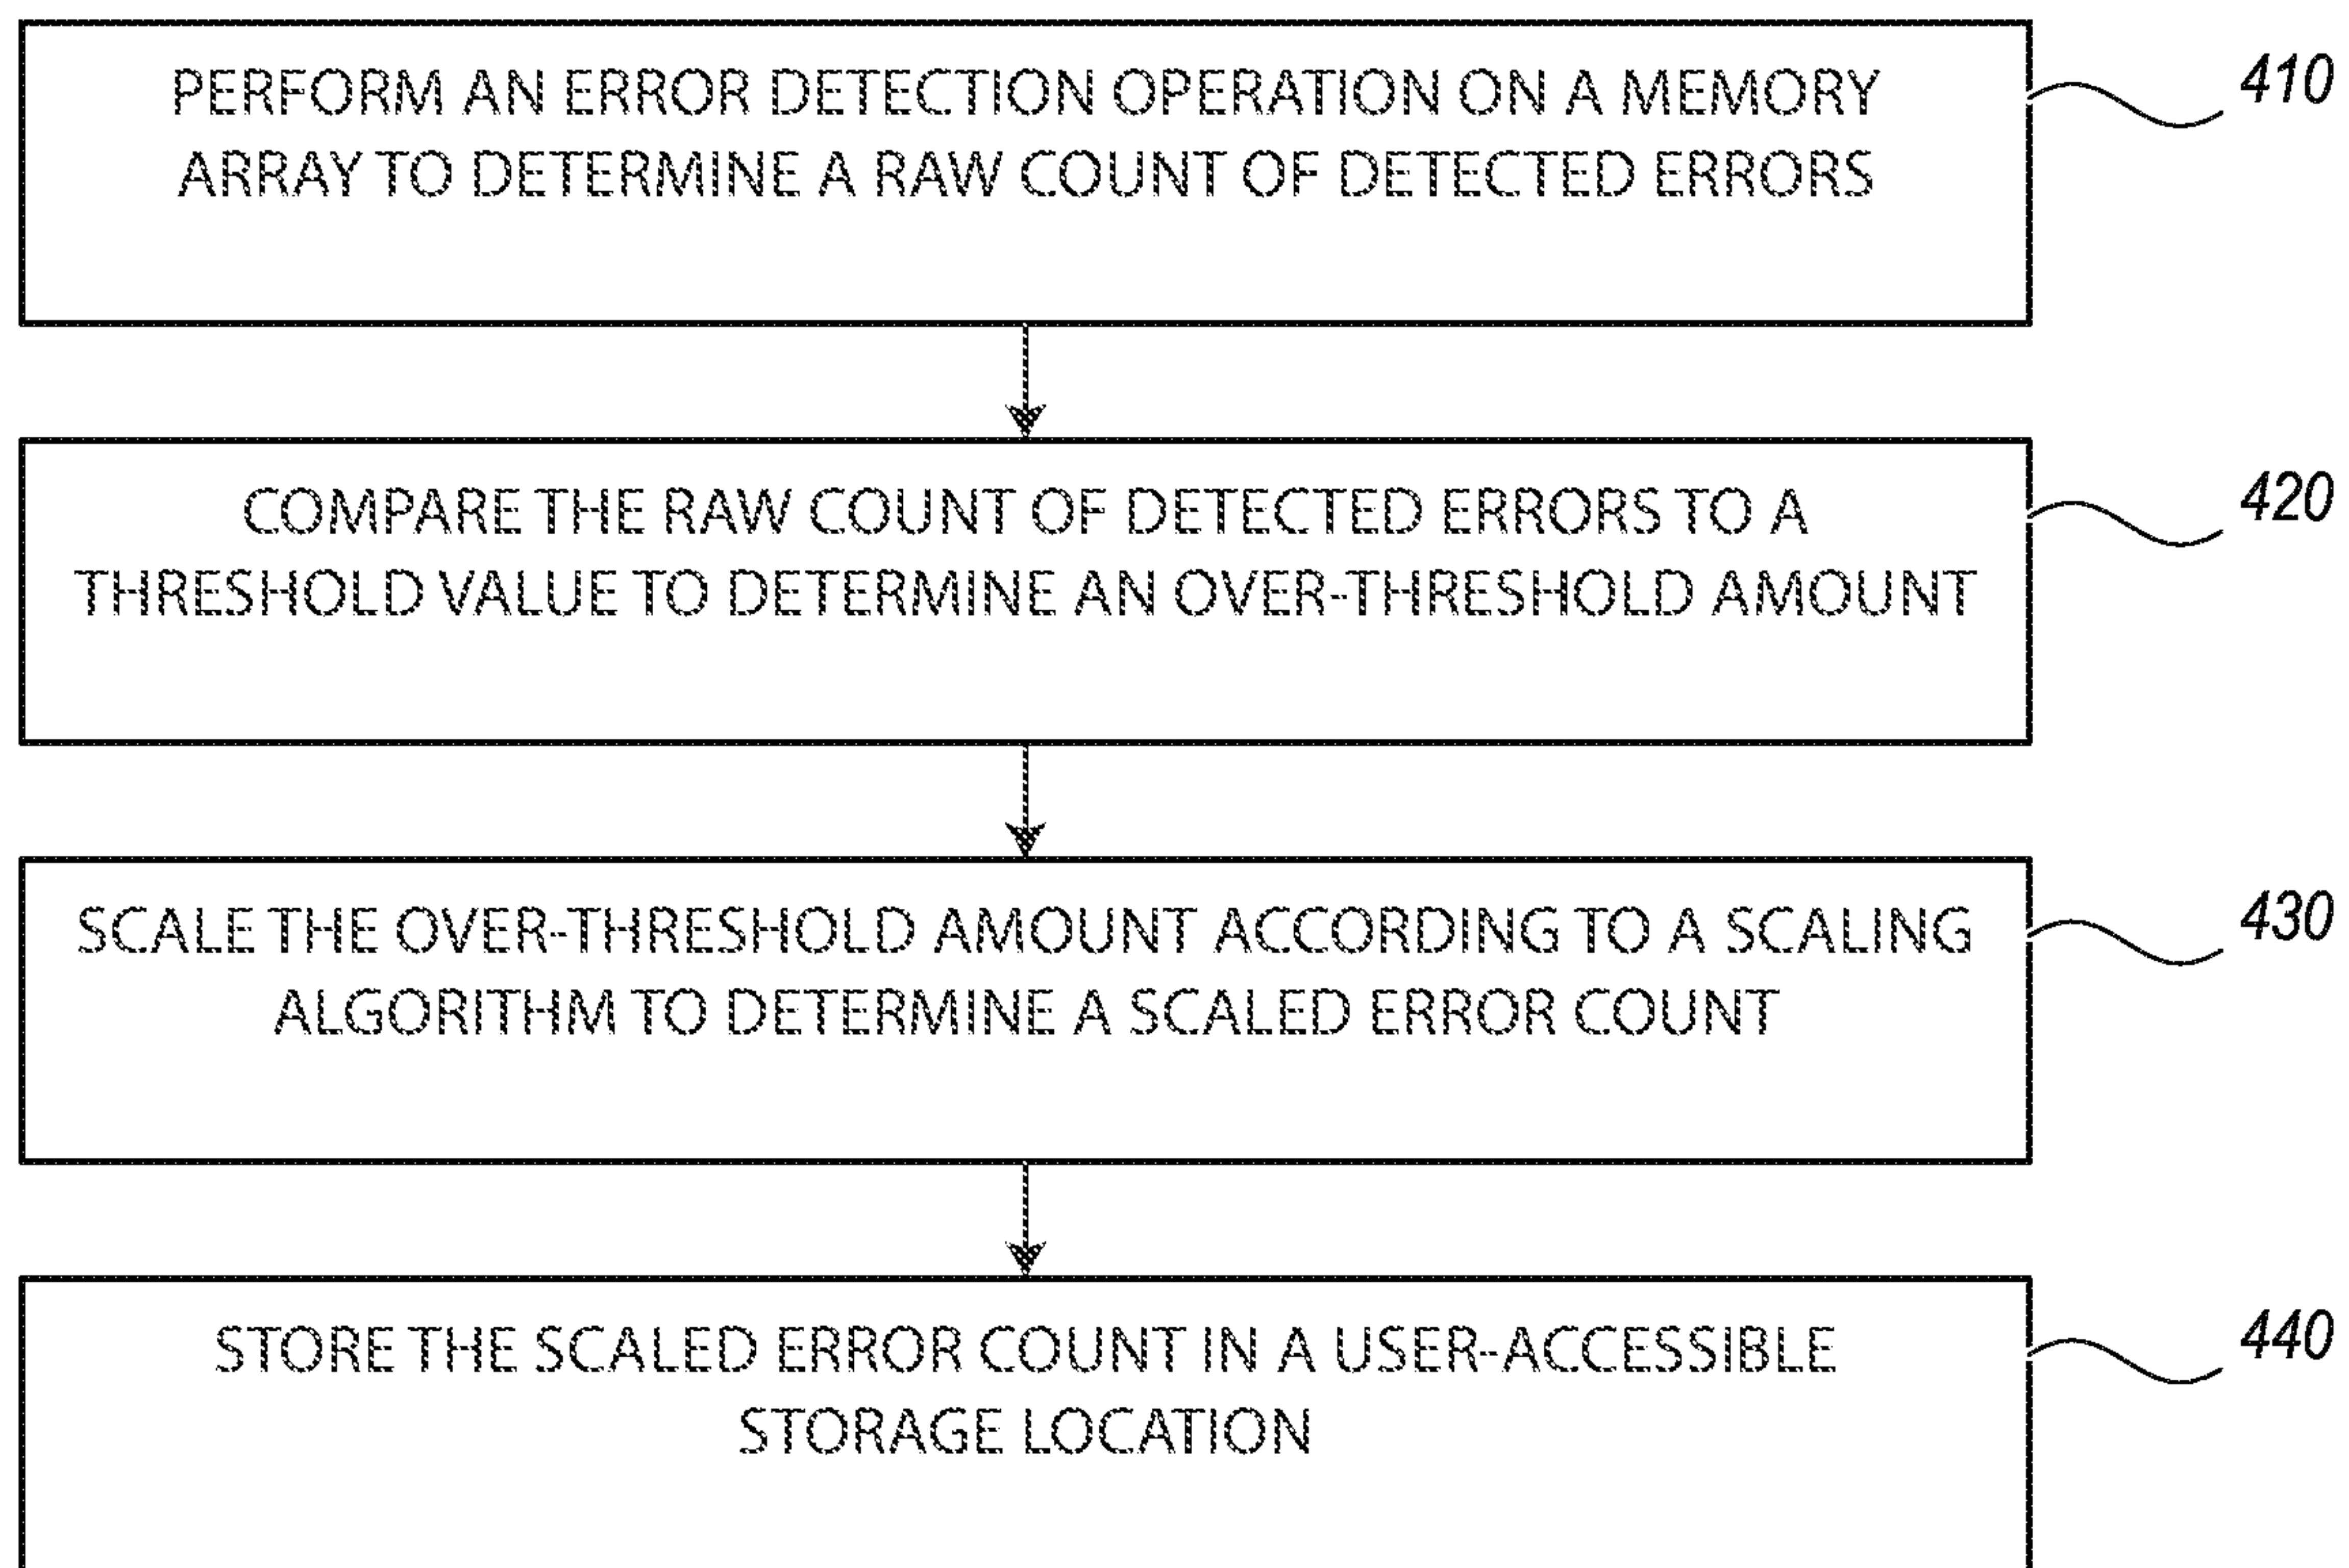 PERFORM AN ERROR DETECTION OPERATION ON A MEMORY
ARRAY TO DETERMINE A RAW COUNT OF DETECTED ERRORS
410
COMPARE THE RAW COUNT OF DETECTED ERRORS TO A
THRESHOLD VALUE TO DETERMINE AN OVER-THRESHOLD AMOUNT
420
SCALE THE OVER-THRESHOLD AMOUNT ACCORDING TO A SCALING
ALGORITHM TO DETERMINE A SCALED ERROR COUNT
430
STORE THE SCALED ERROR COUNT IN A USER-ACCESSIBLE
STORAGE LOCATION
440